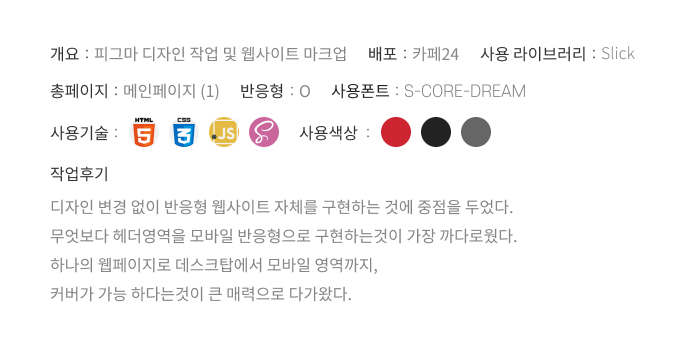 개요 : 피그마 디자인 작업 및 웹사이트 마크업 배포 : 카페24 사용 라이브러리 : Slick
총페이지 : 메인페이지 (1) 반응형 : O 사용폰트 : S-CORE-DREAM
사용기술 : HTML 5 CSS 3 JS S 사용색상 :
작업후기
디자인 변경 없이 반응형 웹사이트 자체를 구현하는 것에 중점을 두었다.
무엇보다 헤더영역을 모바일 반응형으로 구현하는것이 가장 까다로웠다.
하나의 웹페이지로 데스크탑에서 모바일 영역까지,
커버가 가능 하다는것이 큰 매력으로 다가왔다.